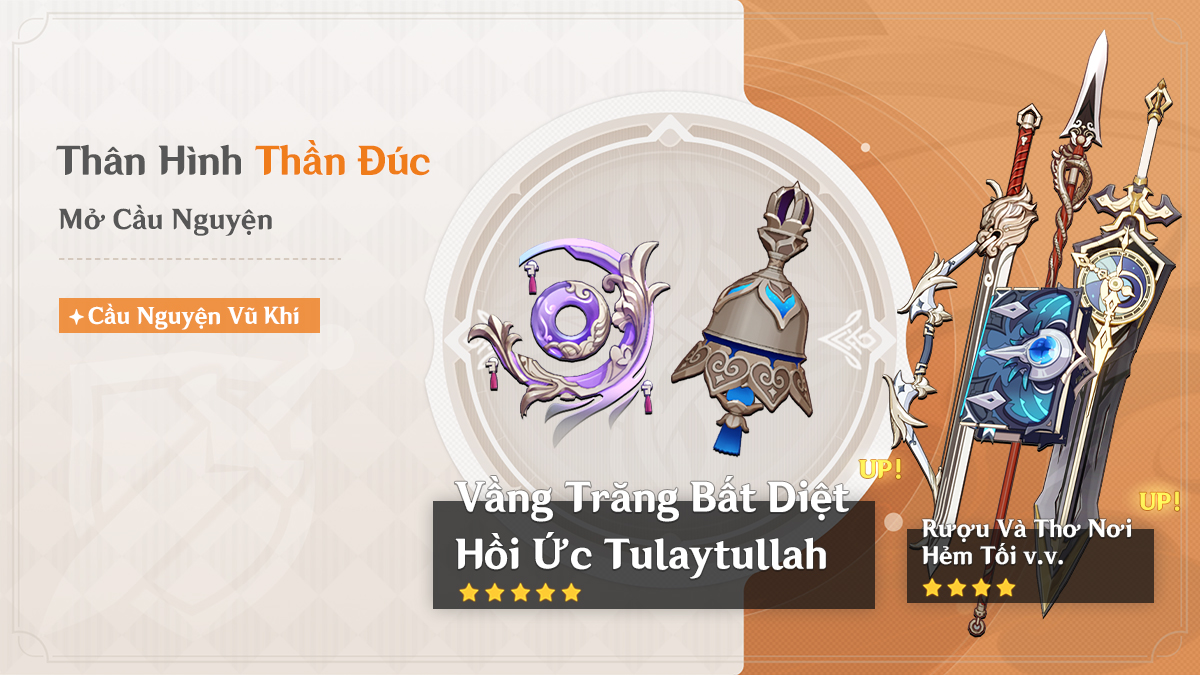 Thân Hình Thần Đúc
Mở Cầu Nguyện
Cầu Nguyện Vũ Khí
UP!
Vầng Trăng Bất Diệt
Hồi Ức Tulaytullah
UP!
Rượu Và Thơ Nơi
Hẻm Tối v.v.